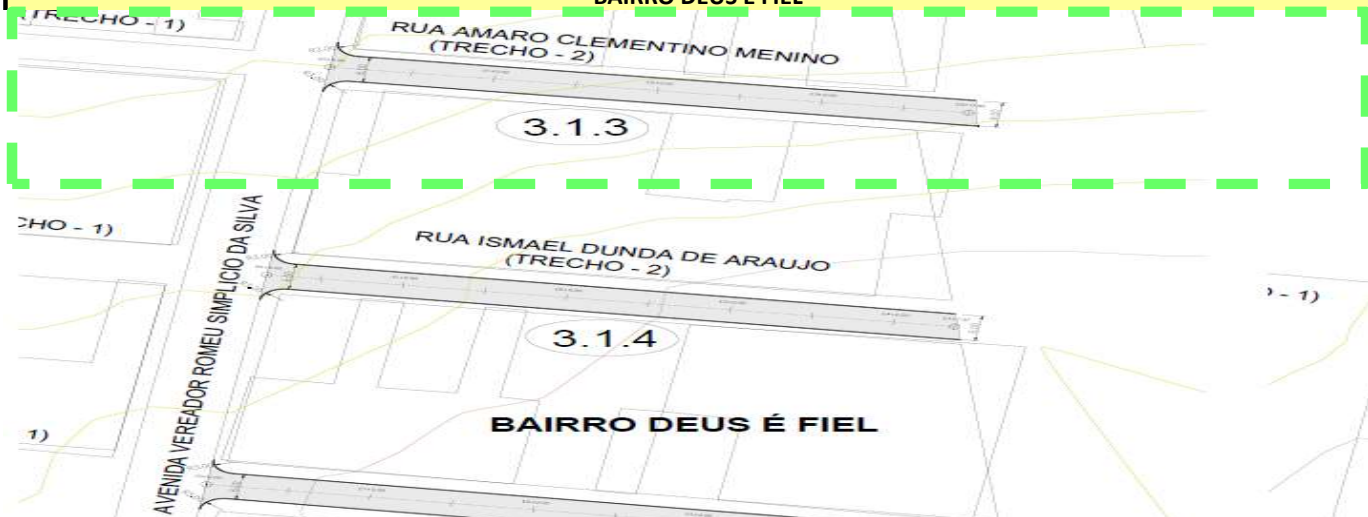 BAIRRO DEUS É FIEL
(TRECHO - 1)
RUA AMARO CLEMENTINO MENINO
(TRECHO - 2)
3.1.3
CHO - 1)
AVENIDA VEREADOR ROMEU SIMPLICIO DA SILVA
RUA ISMAEL DUNDA DE ARAUJO
(TRECHO - 2)
- 1)
3.1.4
BAIRRO DEUS É FIEL
1)